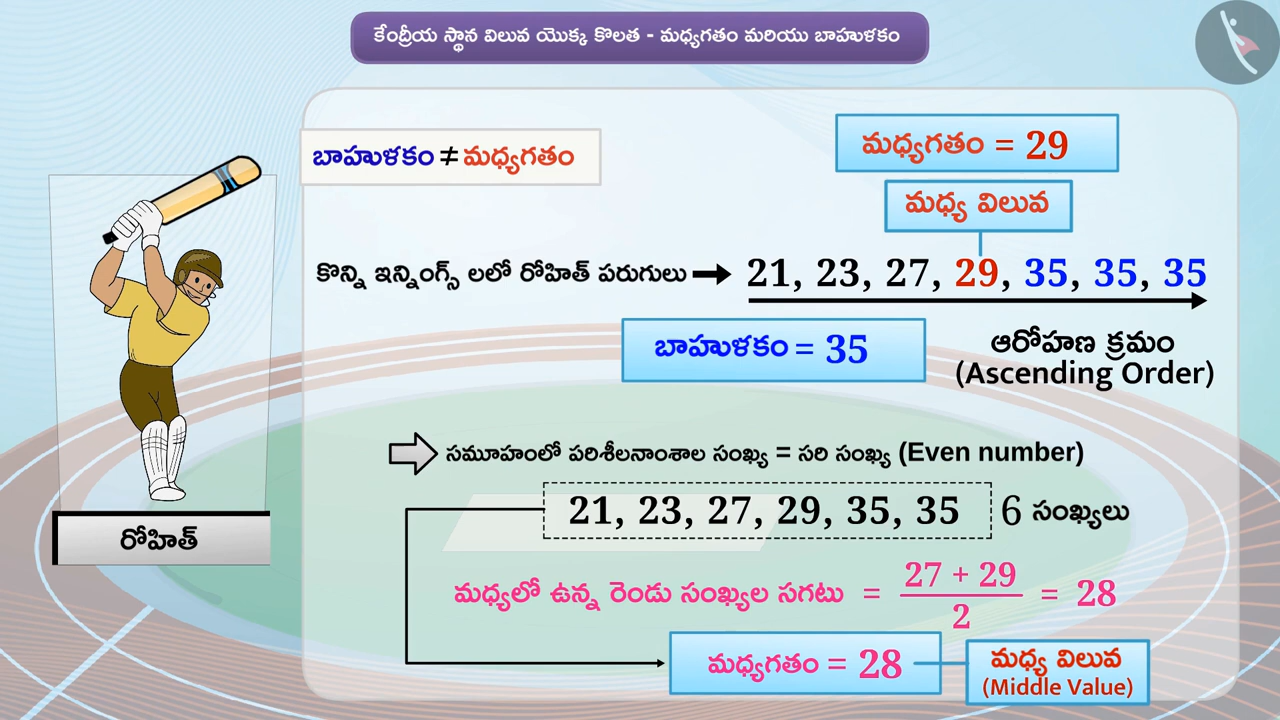 కేంద్రీయ స్థాన విలువ యొక్క కొలత - మధ్యగతం మరియు బాహుళకం
బాహుళకం ≠ మధ్యగతం
మధ్యగతం = 29
మధ్య విలువ
కొన్ని ఇన్నింగ్స్ లలో రోహిత్ పరుగులు → 21, 23, 27, 29, 35, 35, 35
బాహుళకం = 35
ఆరోహణ క్రమం
(Ascending Order)
సమూహంలో పరిశీలనాంశాల సంఖ్య = సరి సంఖ్య (Even number)
21, 23, 27, 29, 35, 35 6 సంఖ్యలు
రోహిత్
మధ్యలో ఉన్న రెండు సంఖ్యల సగటు = 27 + 29 / 2 = 28
మధ్యగతం = 28
మధ్య విలువ
(Middle Value)